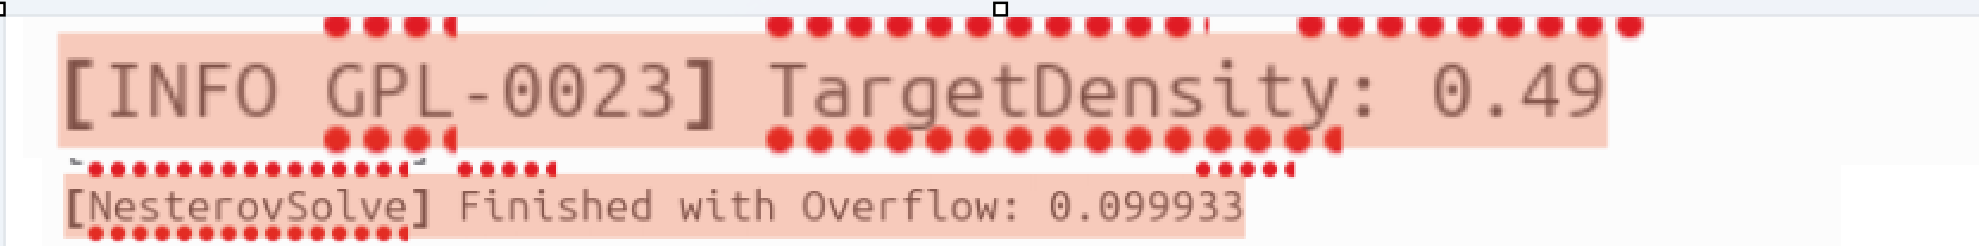 [INFO GPL-0023] TargetDensity: 0.49
[NesterovSolve] Finished with Overflow: 0.099933